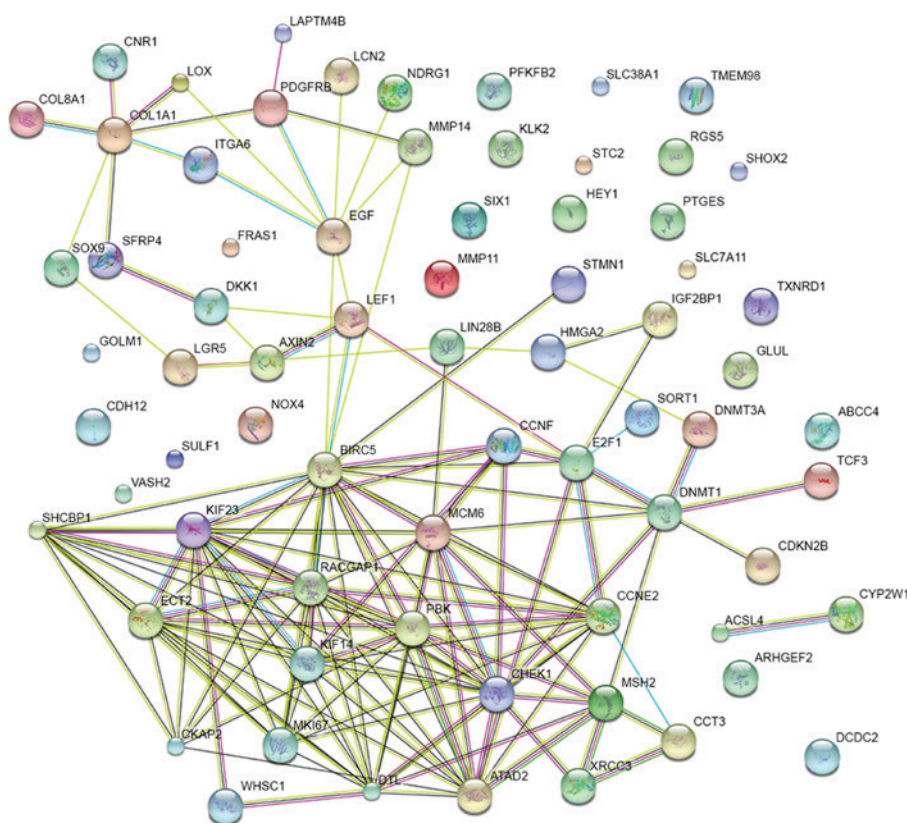 LAPTM4B
CNR1
LOX
LCN2
NDRG1
PFKFB2
SLC38A1
TMEM98
COL8A1
PDGFRB
COL1A1
MMP14
ITGA6
KLK2
RGS5
STC2
SHOX2
EGF
SIX1
HEY1
PTGES
SOX9
SFRP4
FRAS1
MMP11
STMN1
SLC7A11
DKK1
LEF1
IGF2BP1
TXNRD1
GOLM1
LGR5
AXIN2
LIN28B
HMGA2
GLUL
CDH12
NOX4
SORT1
DNMT3A
ABCC4
SULF1
BIRC5
CCNF
E2F1
TCF3
VASH2
DNMT1
SHCBP1
KIF23
MCM6
CDKN2B
RACGAP1
ECT2
PBK
CCNE2
CYP2W1
ACSL4
KIF14
CHEK1
MSH2
ARHGEF2
CKAP2
MKI67
CCT3
DCDC2
WHSC1
DTL
ATAD2
XRCC3